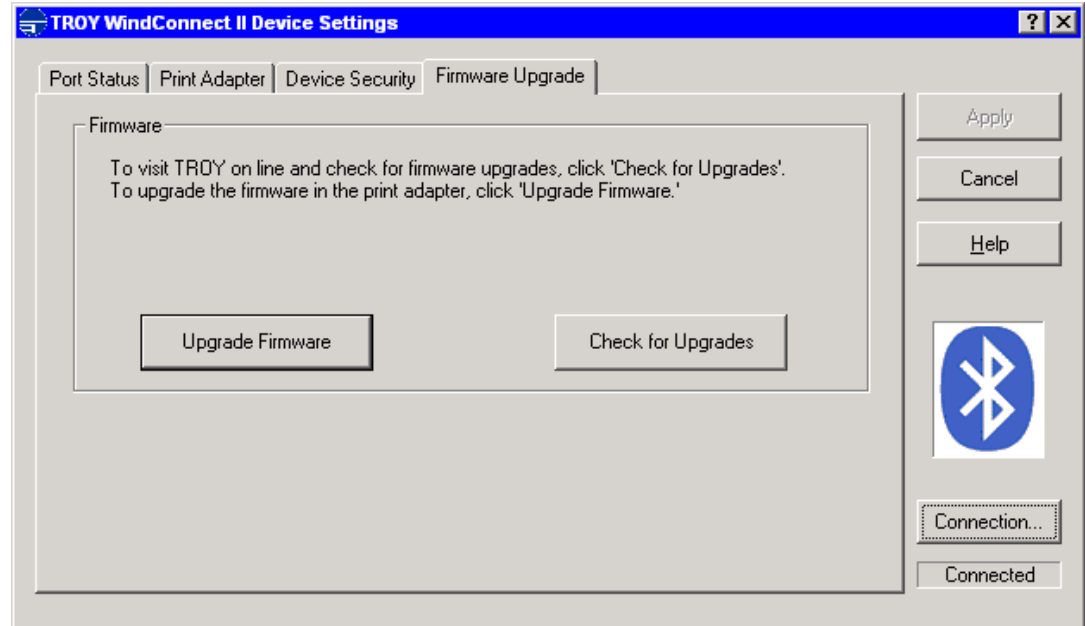 TROY WindConnect II Device Settings
Port Status
Print Adapter
Device Security
Firmware Upgrade
Firmware
To visit TROY on line and check for firmware upgrades, click 'Check for Upgrades'.
To upgrade the firmware in the print adapter, click 'Upgrade Firmware.'
Upgrade Firmware
Check for Upgrades
Apply
Cancel
Help
Connection...
Connected